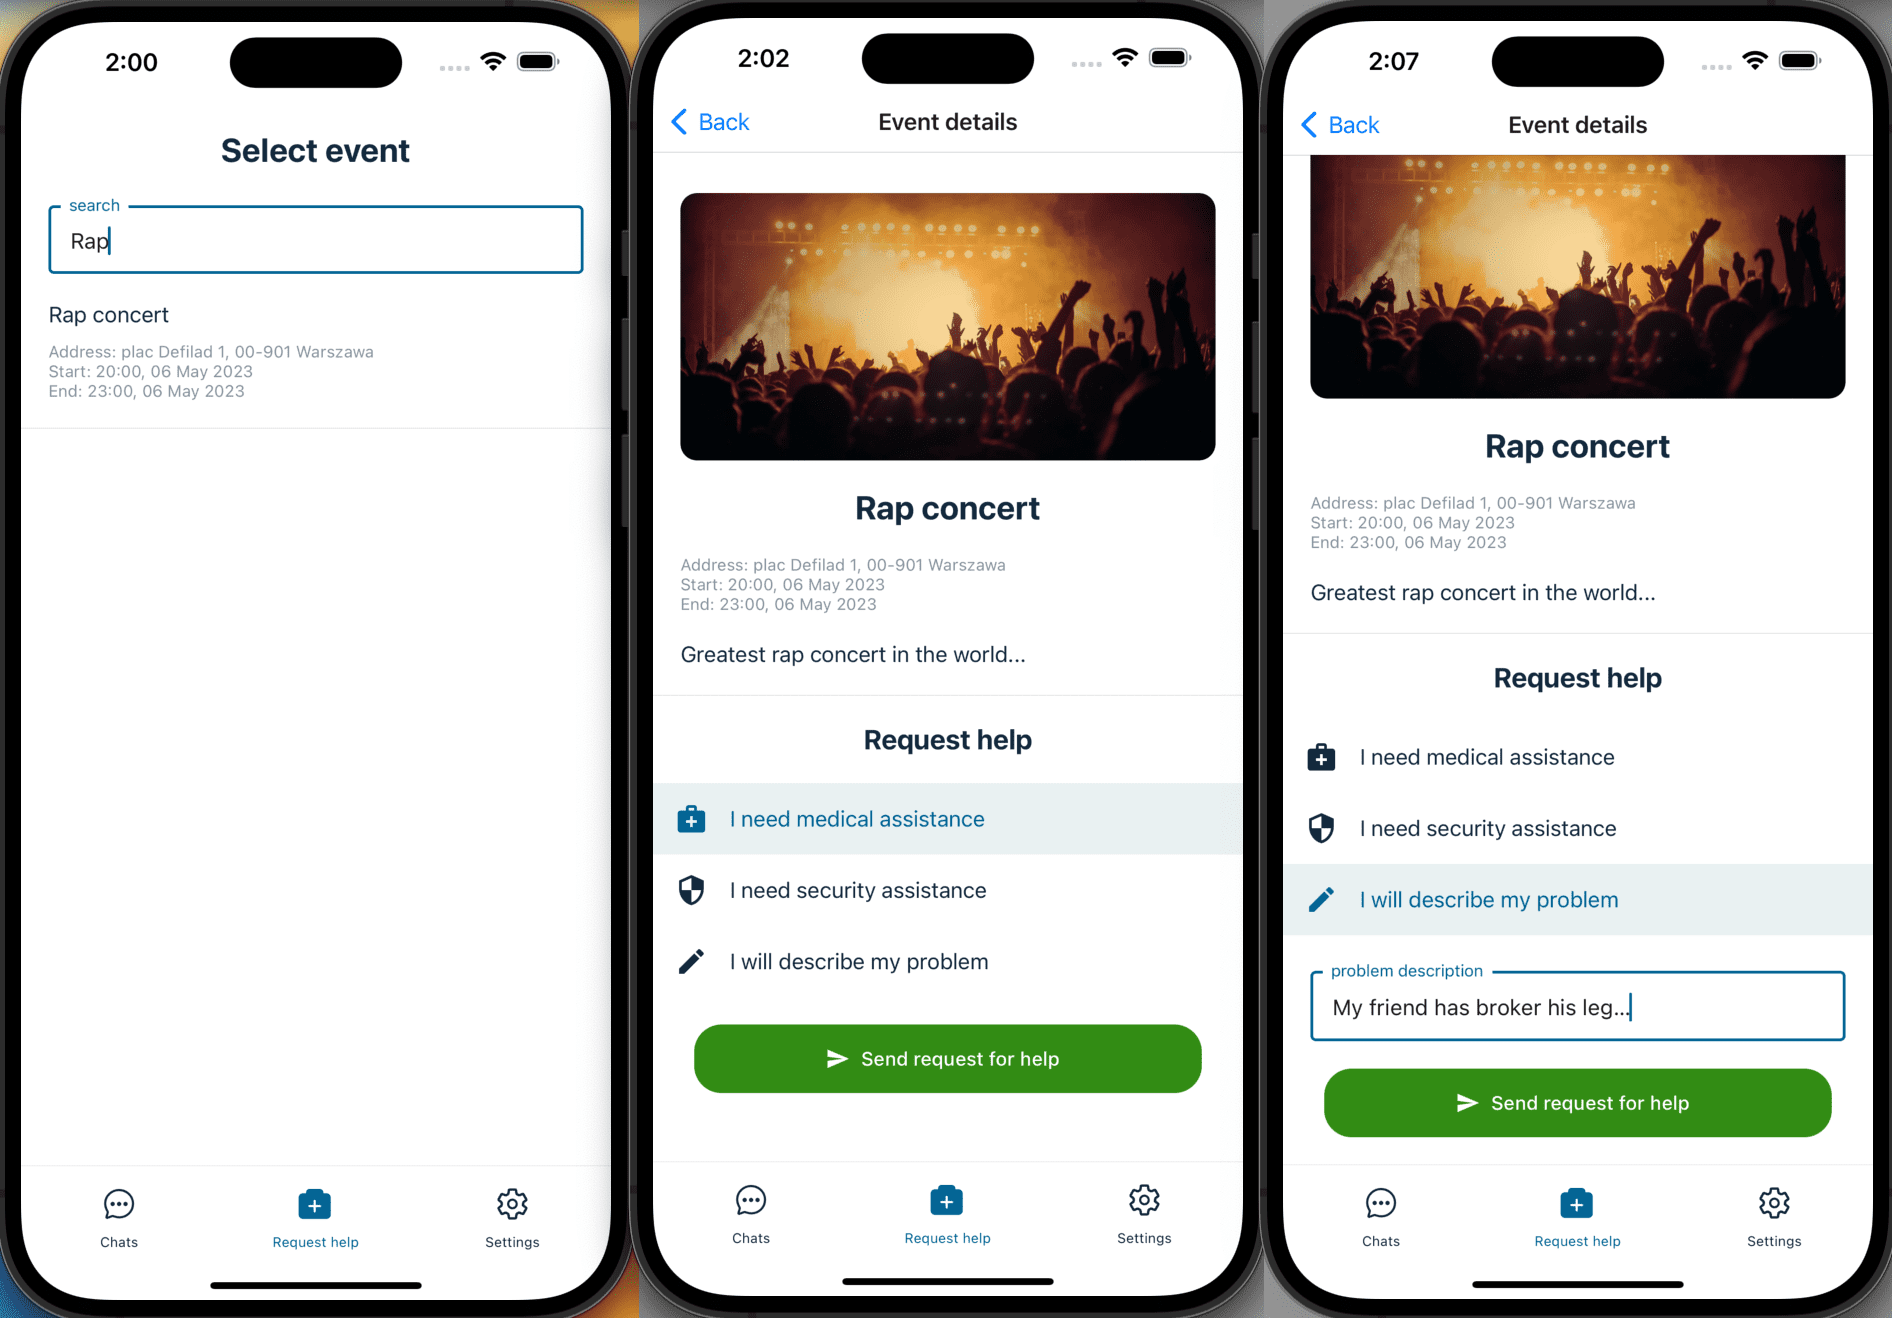 2:00
Select event
search
Rap
Rap concert
Address: plac Defilad 1, 00-901 Warszawa
Start: 20:00, 06 May 2023
End: 23:00, 06 May 2023
Chats
Request help
Settings
2:02
Back
Event details
Rap concert
Address: plac Defilad 1, 00-901 Warszawa
Start: 20:00, 06 May 2023
End: 23:00, 06 May 2023
Greatest rap concert in the world...
Request help
I need medical assistance
I need security assistance
I will describe my problem
Send request for help
Chats
Request help
Settings
2:07
Back
Event details
Rap concert
Address: plac Defilad 1, 00-901 Warszawa
Start: 20:00, 06 May 2023
End: 23:00, 06 May 2023
Greatest rap concert in the world...
Request help
I need medical assistance
I need security assistance
I will describe my problem
problem description
My friend has broker his leg...
Send request for help
Chats
Request help
Settings